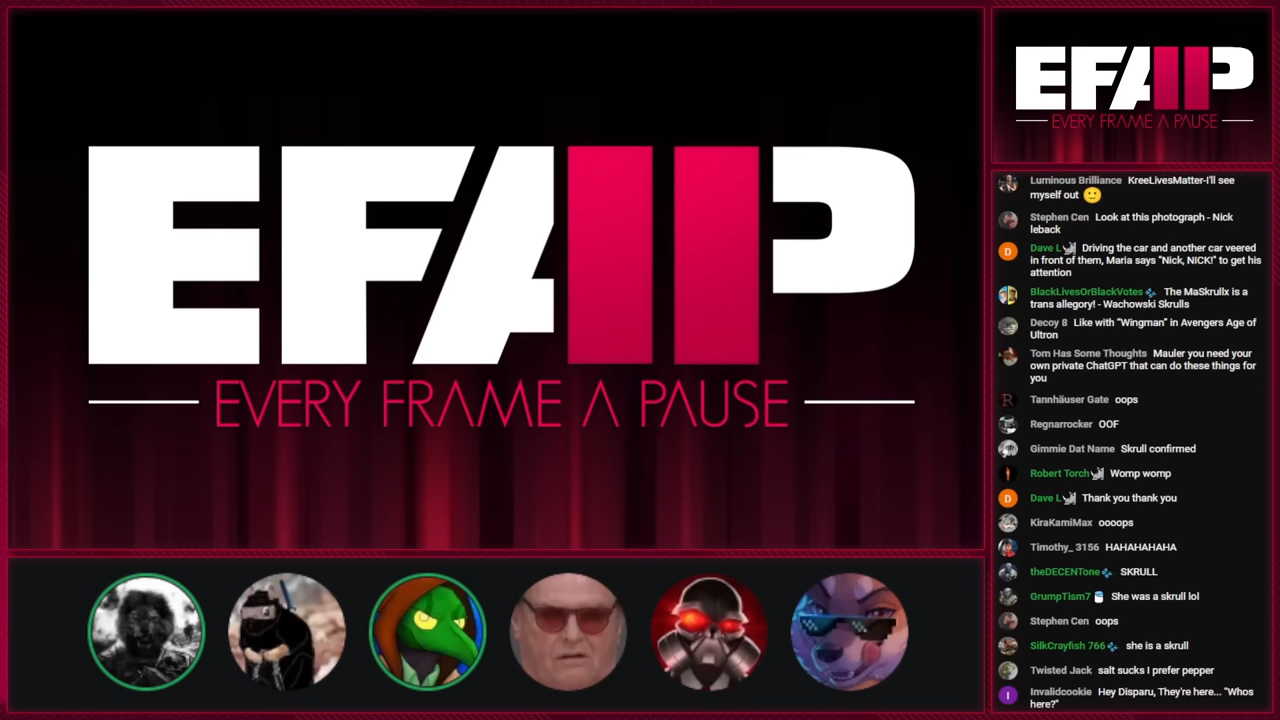 EFAP
EVERY FRAME A PAUSE
EFAP
EVERY FRAME A PAUSE
Luminous Brilliance KreeLivesMatter-I'll see
myself out
Stephen Cen Look at this photograph - Nick
leback
D
Dave L Driving the car and another car veered
in front of them, Maria says "Nick, NICK!" to get his
attention
BlackLivesOrBlackVotes The MaSkrullx is a
trans allegory! - Wachowski Skrulls
Decoy 8 Like with "Wingman" in Avengers Age of
Ultron
Tom Has Some Thoughts Mauler you need your
own private ChatGPT that can do these things for
you
R
Tannhäuser Gate oops
Regnarrocker OOF
Gimmie Dat Name Skrull confirmed
Robert Torch Womp womp
D
Dave L Thank you thank you
KiraKamiMax oooops
Timothy_ 3156 HAHAHAHAHA
theDECENTone SKRULL
GrumpTism7 She was a skrull lol
Stephen Cen oops
SilkCrayfish 766 she is a skrull
Twisted Jack salt sucks I prefer pepper
I
Invalidcookie Hey Disparu, They're here... "Whos
here?"